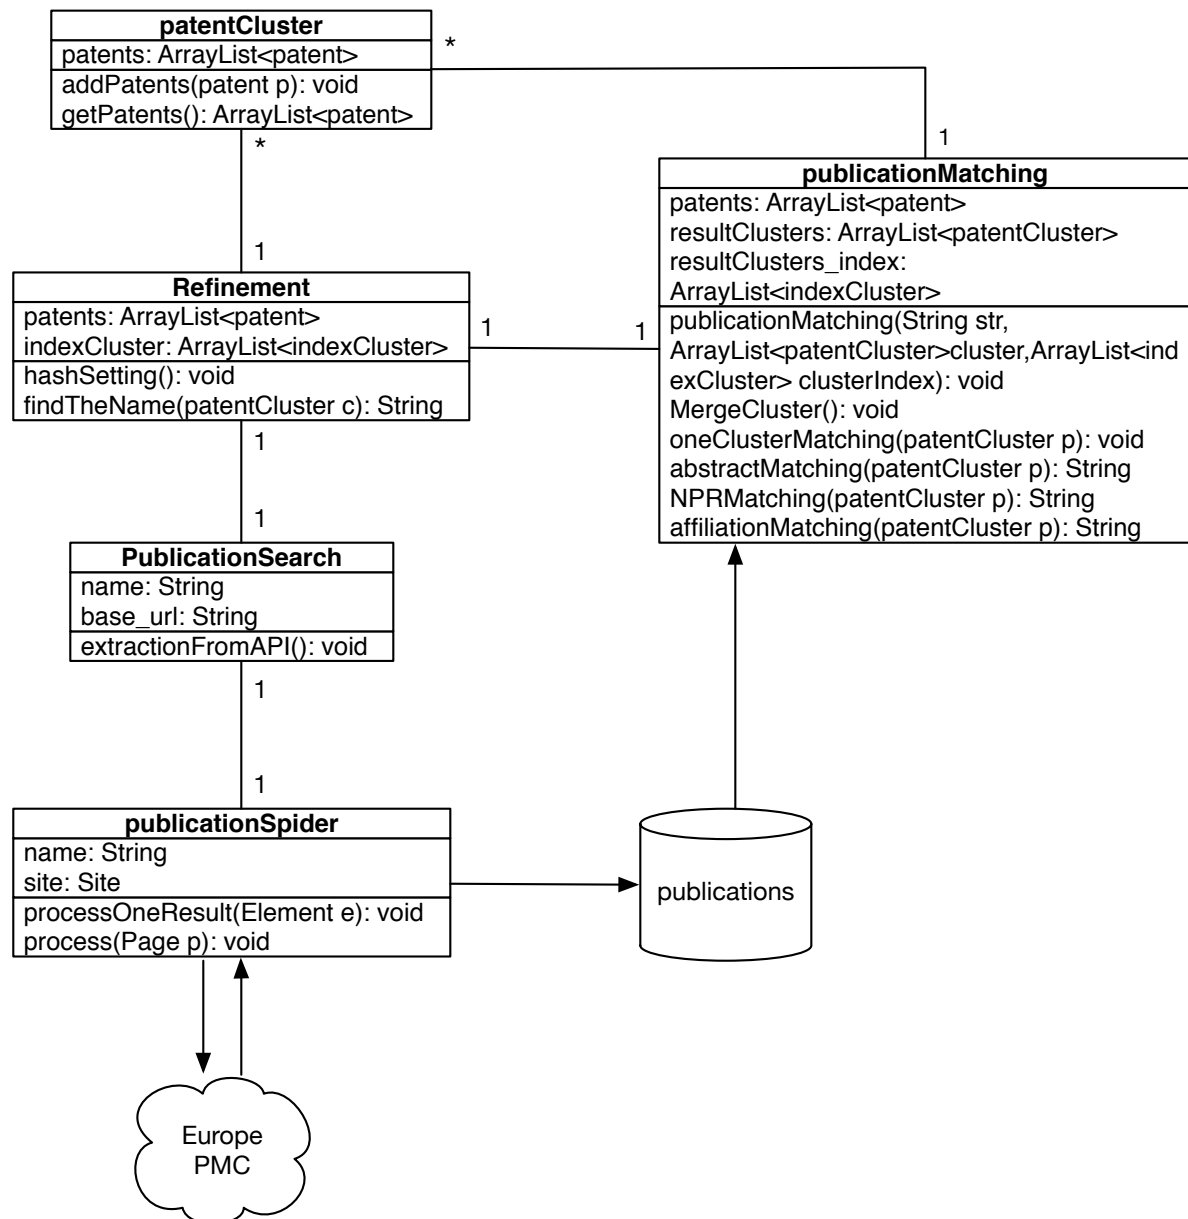 patentCluster
patents: ArrayList<patent>
addPatents(patent p): void
getPatents(): ArrayList<patent>
*
*
1
1
publicationMatching
patents: ArrayList<patent>
resultClusters: ArrayList<patentCluster>
resultClusters_index:
ArrayList<indexCluster>
publicationMatching(String str,
ArrayList<patentCluster>cluster,ArrayList<ind
exCluster> clusterIndex): void
MergeCluster(): void
oneClusterMatching(patentCluster p): void
abstractMatching(patentCluster p): String
NPRMatching(patentCluster p): String
affiliationMatching(patentCluster p): String
Refinement
patents: ArrayList<patent>
indexCluster: ArrayList<indexCluster>
hashSetting(): void
findTheName(patentCluster c): String
1
1
1
1
PublicationSearch
name: String
base_url: String
extractionFromAPI(): void
1
1
publicationSpider
name: String
site: Site
processOneResult(Element e): void
process(Page p): void
publications
Europe
PMC